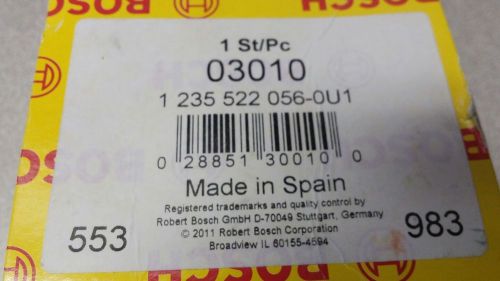 BOSCH
1 St/Pc
03010
1 235 522 056-0U1
0 28851 30010 0
Made in Spain
Registered trademarks and quality control by
Robert Bosch GmbH D-70049 Stuttgart, Germany
© 2011 Robert Bosch Corporation
Broadview IL 60155-4594
553
983